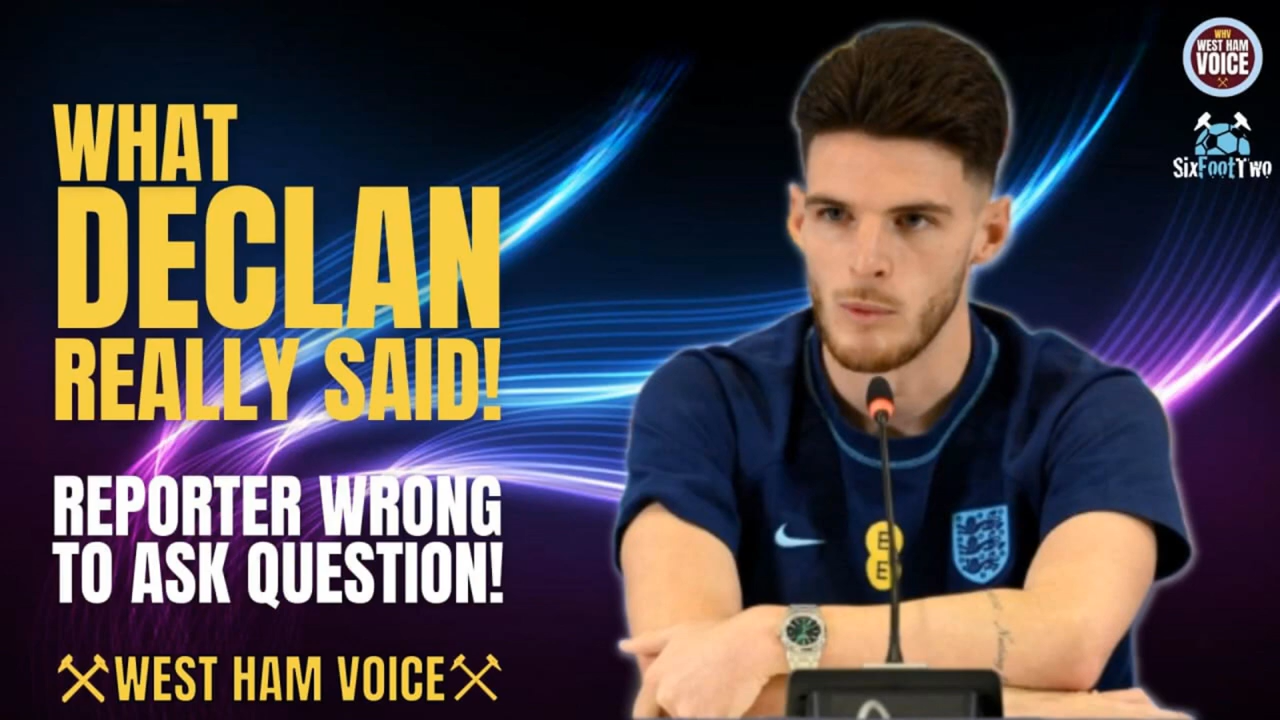 WHAT
DECLAN
REALLY SAID!
REPORTER WRONG
TO ASK QUESTION!
WEST HAM VOICE
WHV
WEST HAM
VOICE
SixFootTwo
EE